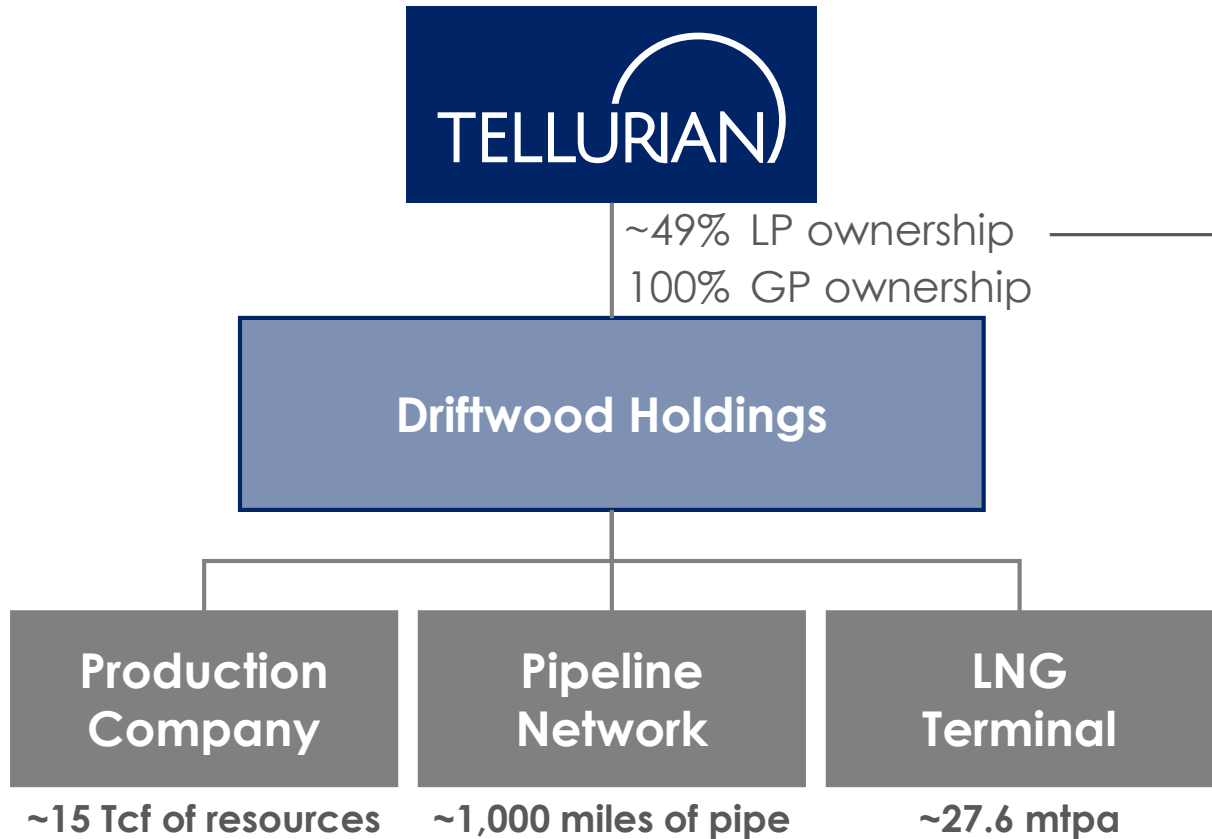 TELLURIAN
~49% LP ownership
100% GP ownership
Driftwood Holdings
Production
Company
Pipeline
Network
LNG
Terminal
~15 Tcf of resources
~1,000 miles of pipe
~27.6 mtpa